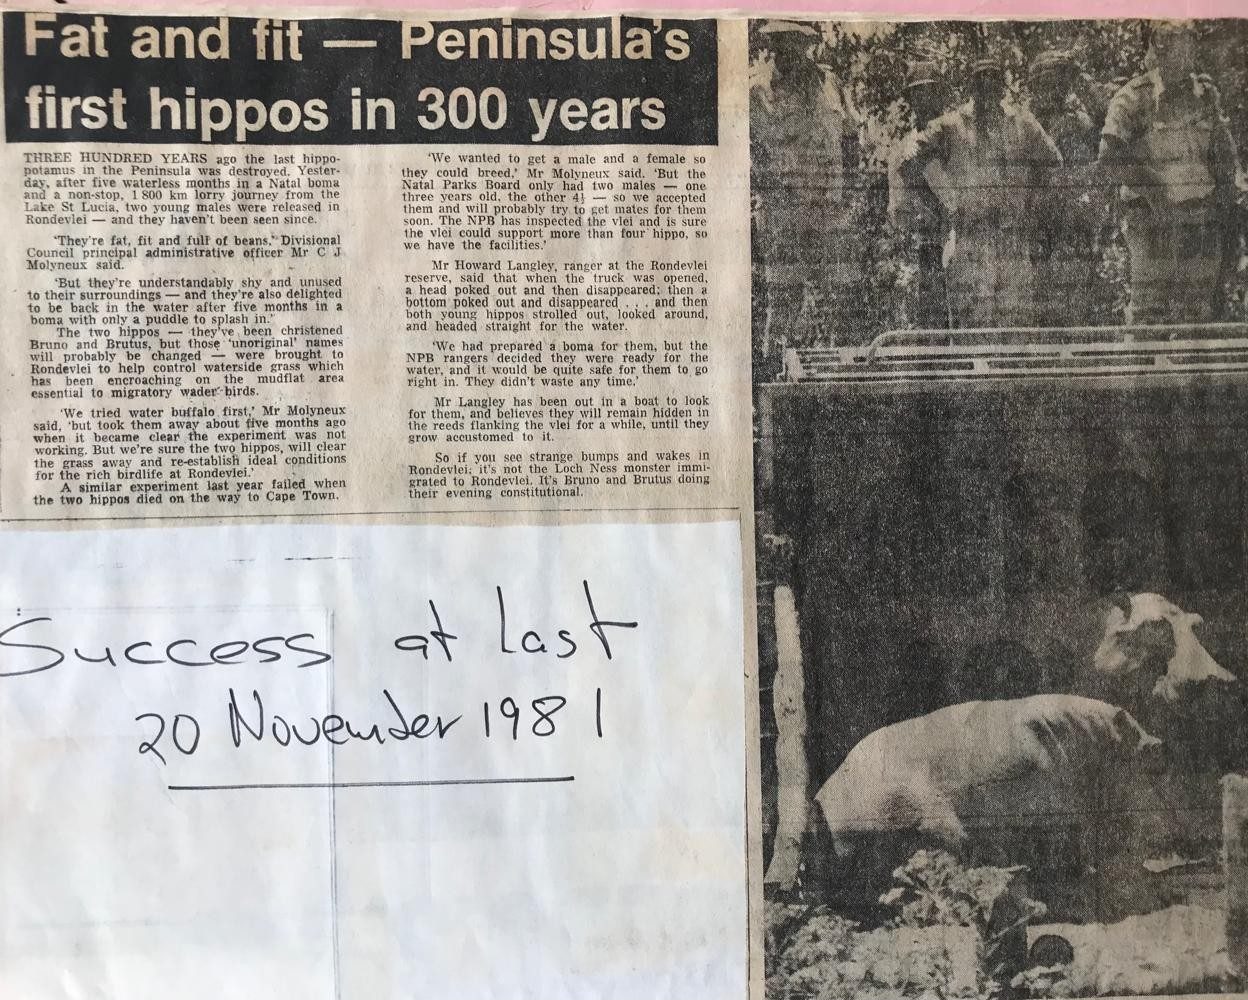 Fat and fit — Peninsula's
first hippos in 300 years
THREE HUNDRED YEARS ago the last hippo-
potamus in the Peninsula was destroyed. Yester-
day, after five waterless months in a Natal boma
and a non-stop, 1 800 km lorry journey from the
Lake St Lucia, two young males were released in
Rondevlei — and they haven't been seen since.
'They're fat, fit and full of beans,' Divisional
Council principal administrative officer Mr C J
Molyneux said.
'But they're understandably shy and unused
to their surroundings — and they're also delighted
to be back in the water after five months in a
boma with only a puddle to splash in.'
The two hippos — they've been christened
Bruno and Brutus, but those 'unoriginal' names
will probably be changed — were brought to
Rondevlei to help control waterside grass which
has been encroaching on the mudflat area
essential to migratory wader birds.
'We tried water buffalo first,' Mr Molyneux
said, 'but took them away about five months ago
when it became clear the experiment was not
working. But we're sure the two hippos, will clear
the grass away and re-establish ideal conditions
for the rich birdlife at Rondevlei.'
A similar experiment last year failed when
the two hippos died on the way to Cape Town.
'We wanted to get a male and a female so
they could breed,' Mr Molyneux said. 'But the
Natal Parks Board only had two males — one
three years old, the other 4½ — so we accepted
them and will probably try to get mates for them
soon. The NPB has inspected the vlei and is sure
the vlei could support more than four hippo, so
we have the facilities.'
Mr Howard Langley, ranger at the Rondevlei
reserve, said that when the truck was opened,
a head poked out and then disappeared; then a
bottom poked out and disappeared . . . and then
both young hippos strolled out, looked around,
and headed straight for the water.
'We had prepared a boma for them, but the
NPB rangers decided they were ready for the
water, and it would be quite safe for them to go
right in. They didn't waste any time.'
Mr Langley has been out in a boat to look
for them, and believes they will remain hidden in
the reeds flanking the vlei for a while, until they
grow accustomed to it.
So if you see strange bumps and wakes in
Rondevlei; it's not the Loch Ness monster immi-
grated to Rondevlei. It's Bruno and Brutus doing
their evening constitutional.
Success at last
20 November 1981